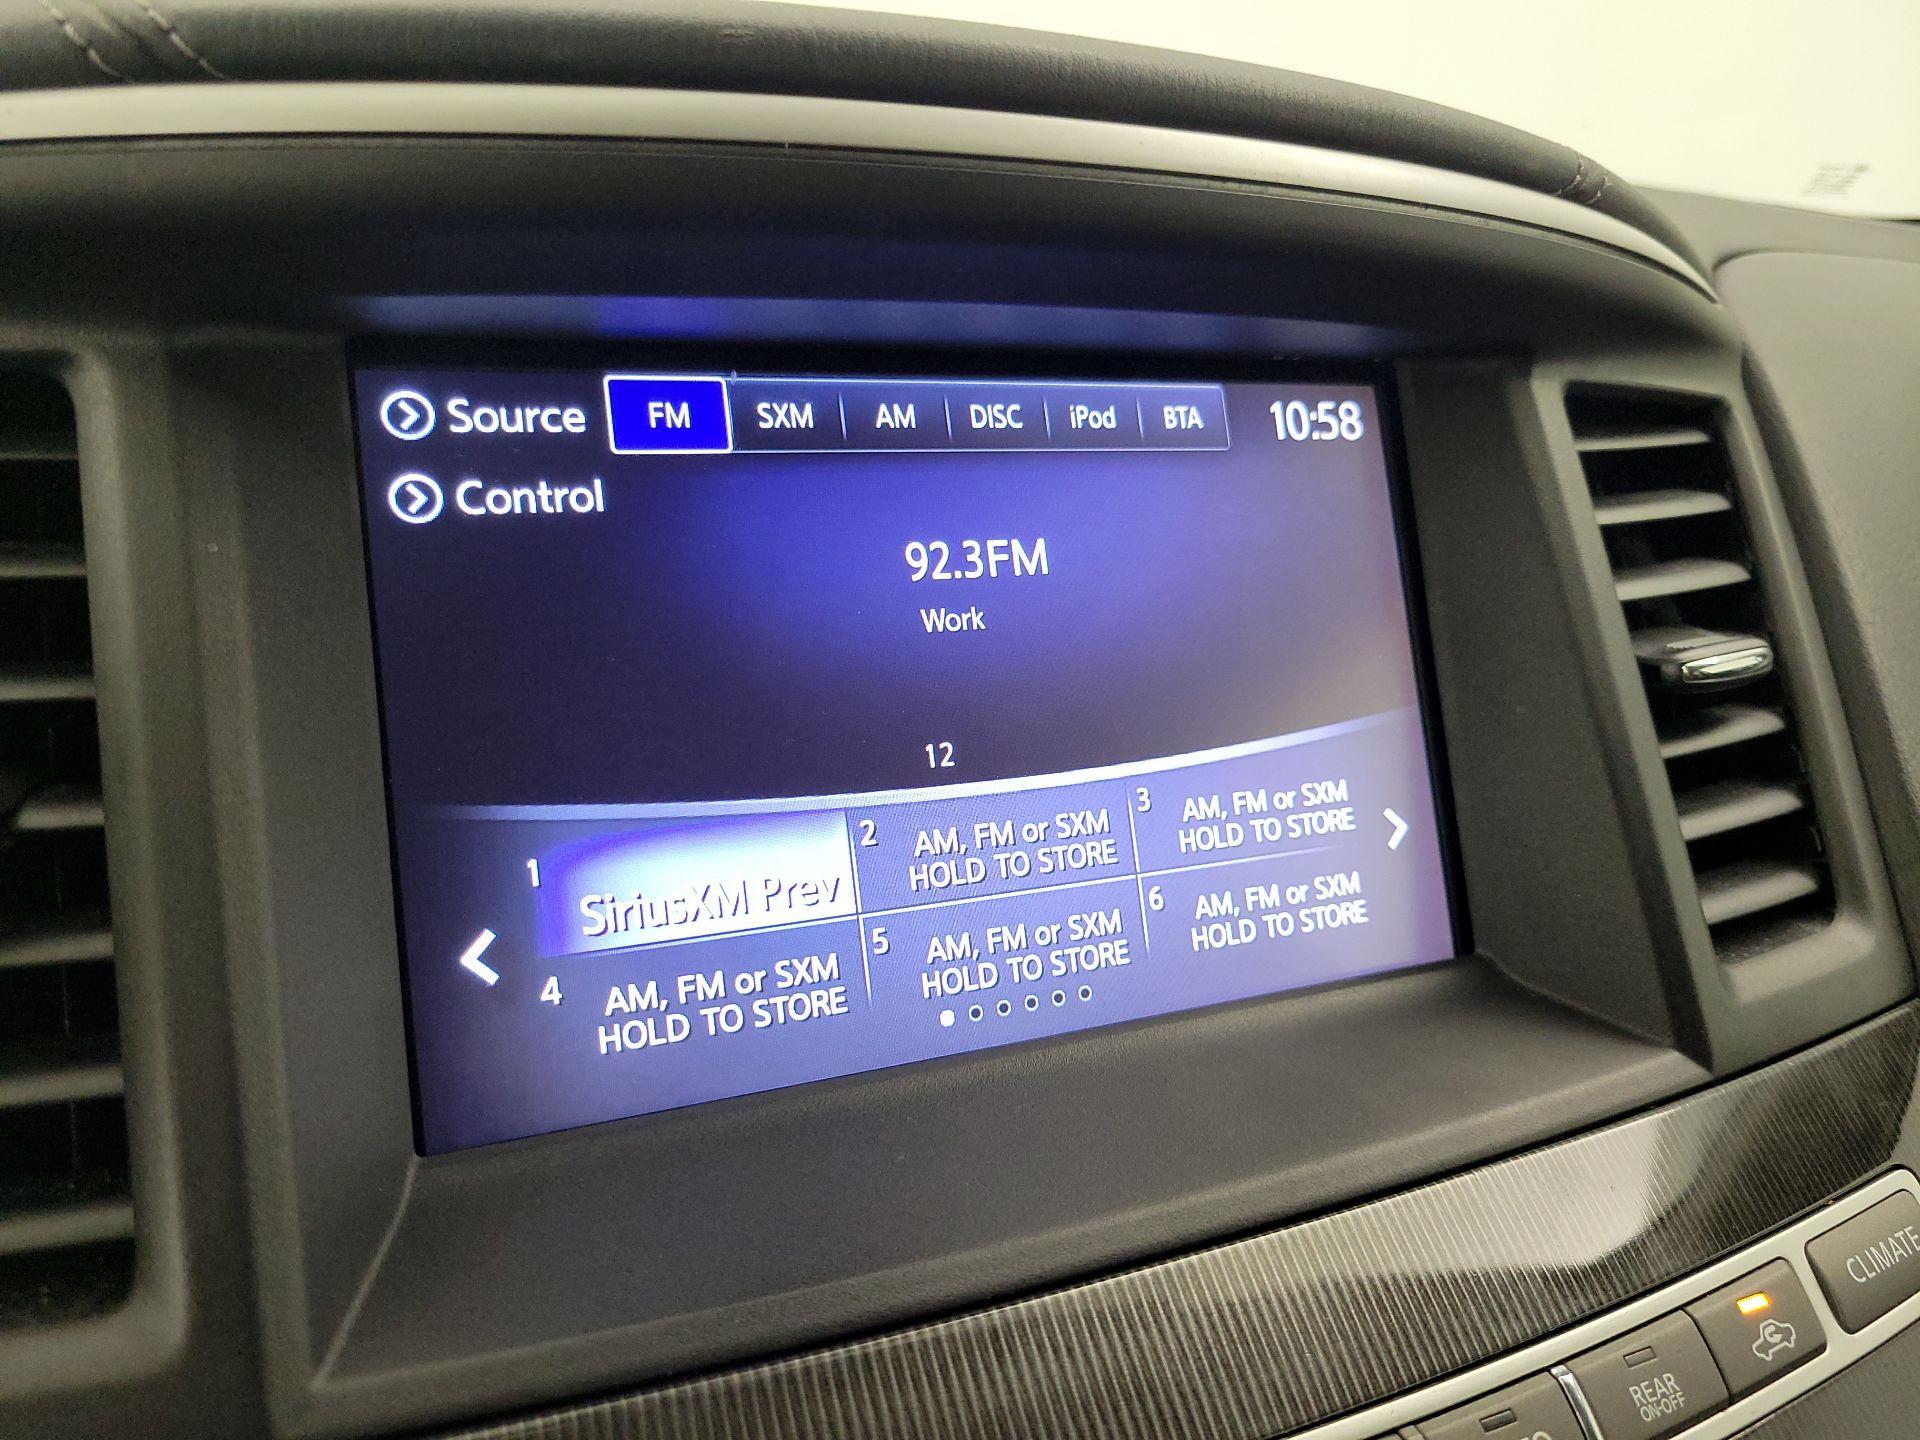 Source FM SXM AM DISC iPod BTA 10:58
Control
92.3FM
Work
12
1 SiriusXM Prev
2 AM, FM or SXM
HOLD TO STORE
3 AM, FM or SXM
HOLD TO STORE
4 AM, FM or SXM
HOLD TO STORE
5 AM, FM or SXM
HOLD TO STORE
6 AM, FM or SXM
HOLD TO STORE
CLIMATE
REAR
ON-OFF